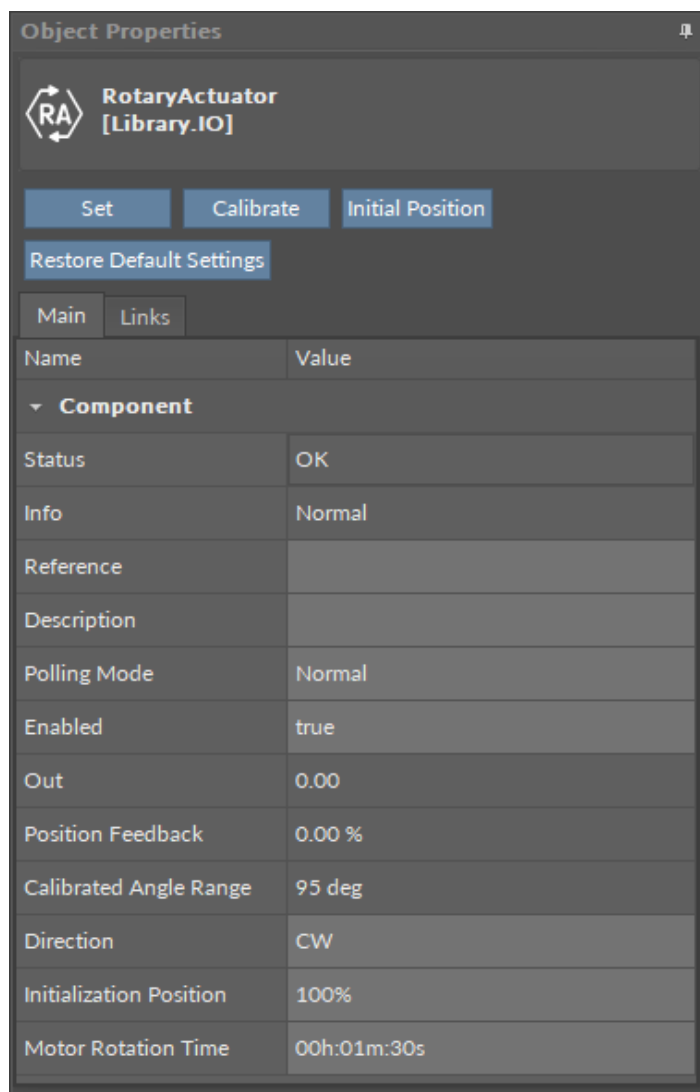 Object Properties
RA
RotaryActuator
[Library.IO]
Set Calibrate Initial Position
Restore Default Settings
Main Links
Name Value
Component
Status OK
Info Normal
Reference
Description
Polling Mode Normal
Enabled true
Out 0.00
Position Feedback 0.00 %
Calibrated Angle Range 95 deg
Direction CW
Initialization Position 100%
Motor Rotation Time 00h:01m:30s